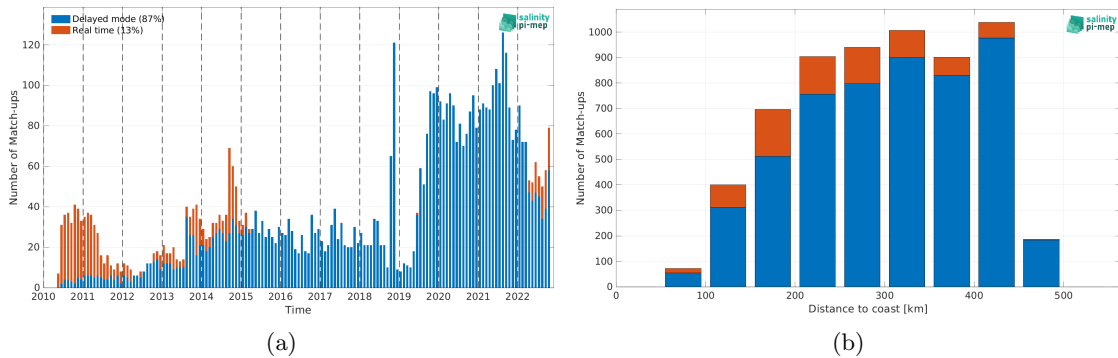 Delayed mode (87%)
Real time (13%)
salinity
pi-mep
Number of Match-ups
120
100
80
60
40
20
0
2010 2011 2012 2013 2014 2015 2016 2017 2018 2019 2020 2021 2022
Time
(a)
salinity
pi-mep
Number of Match-ups
1000
900
800
700
600
500
400
300
200
100
0
0 100 200 300 400 500
Distance to coast [km]
(b)